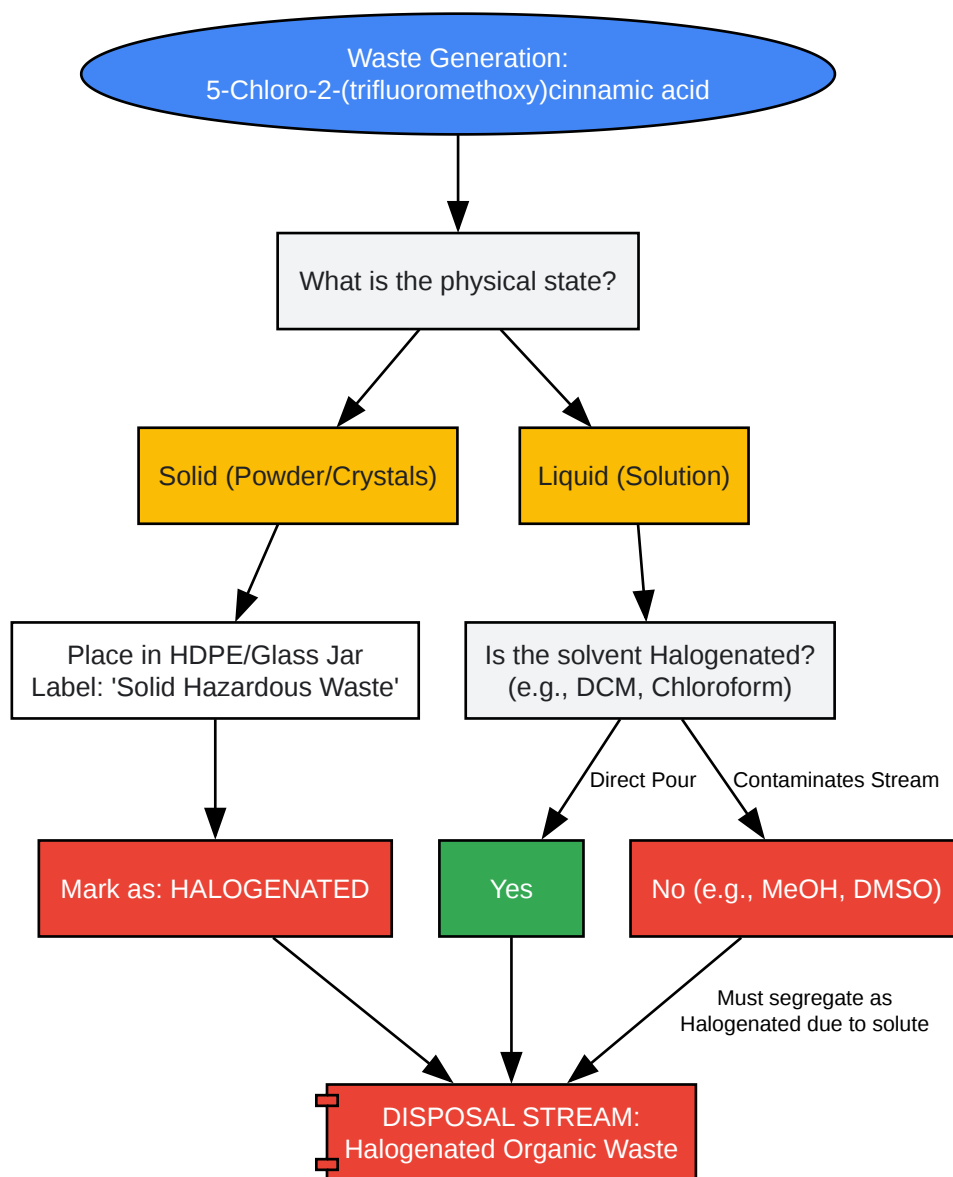 Waste Generation:
5-Chloro-2-(trifluoromethoxy)cinnamic acid
What is the physical state?
Solid (Powder/Crystals)
Liquid (Solution)
Place in HDPE/Glass Jar
Label: 'Solid Hazardous Waste'
Is the solvent Halogenated?
(e.g., DCM, Chloroform)
Direct Pour
Contaminates Stream
Mark as: HALOGENATED
Yes
No (e.g., MeOH, DMSO)
Must segregate as
Halogenated due to solute
DISPOSAL STREAM:
Halogenated Organic Waste